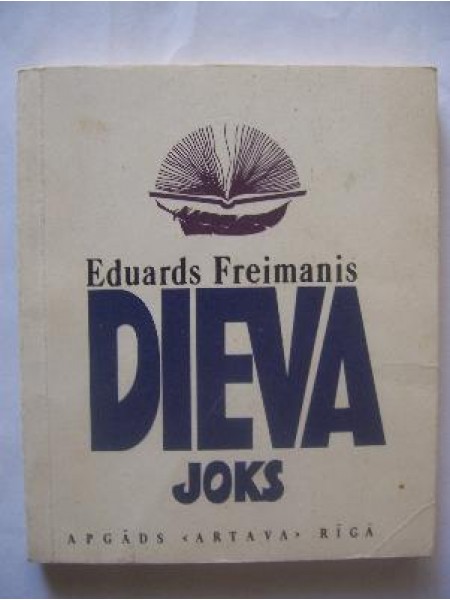 Eduards Freimanis
DIEVA
JOKS
APGĀDS «ARTAVA» RĪGĀ